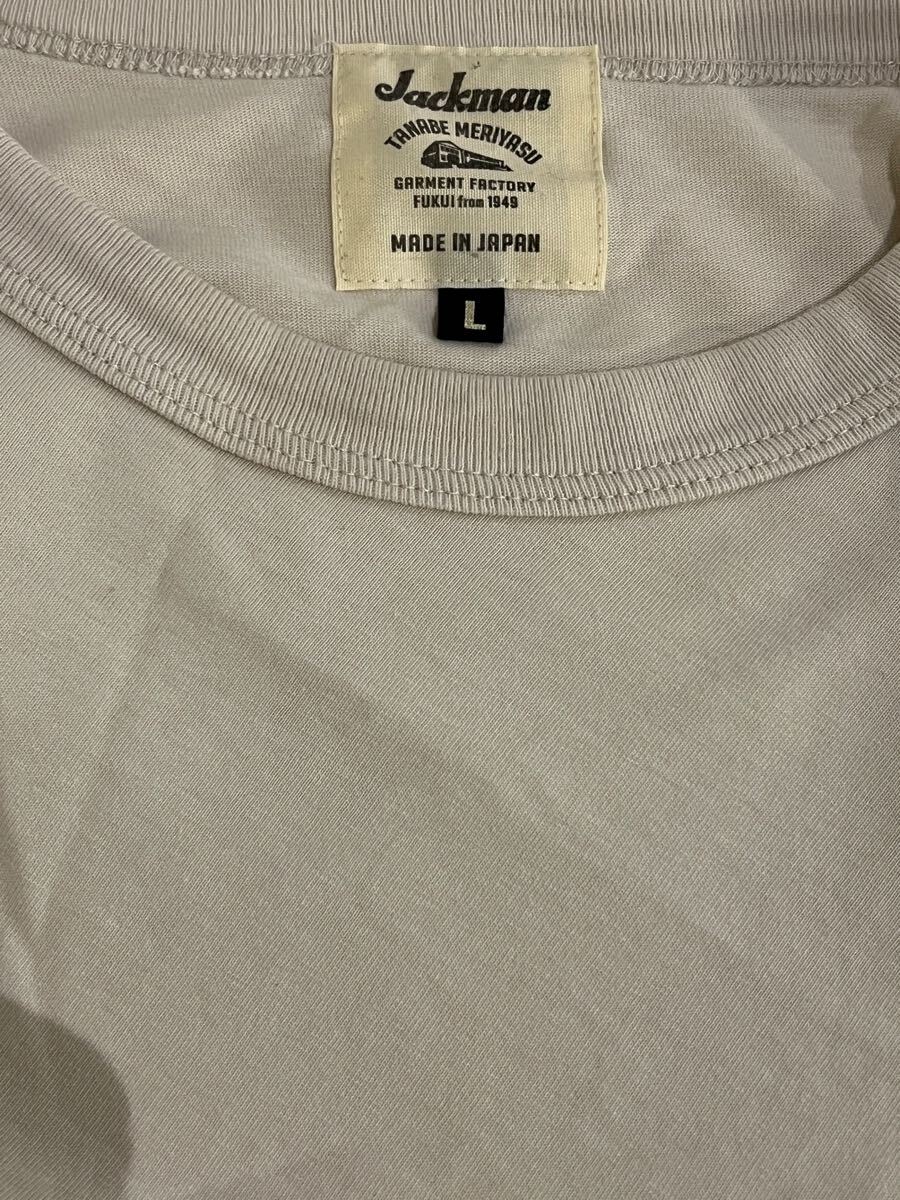 Jackman
TANABE MERIYASU
GARMENT FACTORY
FUKUI from 1949
MADE IN JAPAN
L